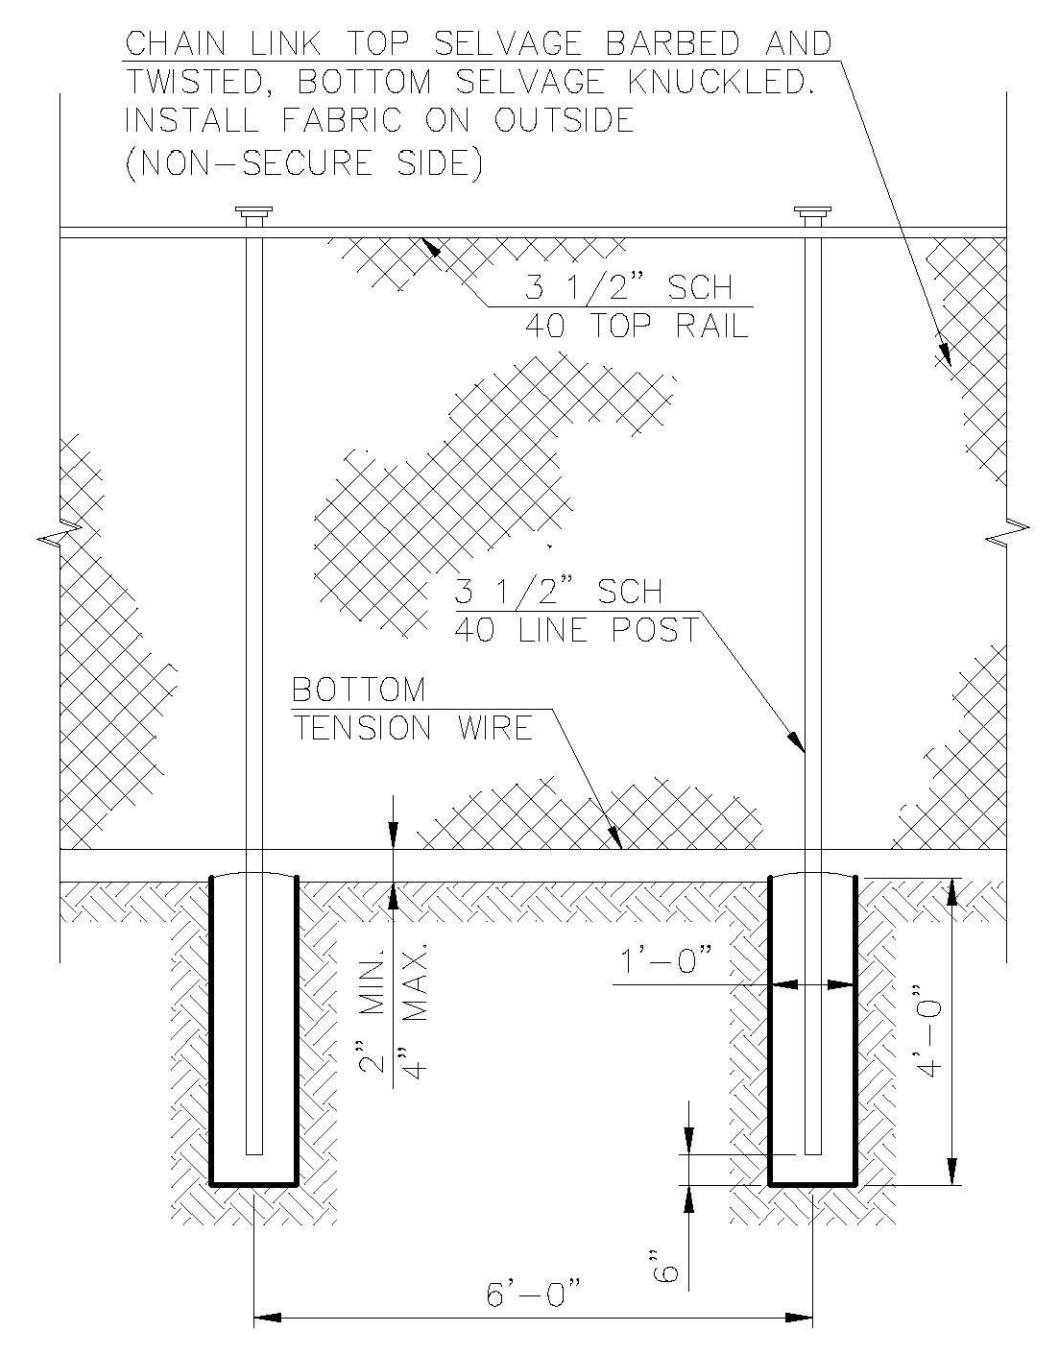 CHAIN LINK TOP SELVAGE BARBED AND
TWISTED, BOTTOM SELVAGE KNUCKLED.
INSTALL FABRIC ON OUTSIDE
(NON-SECURE SIDE)
3 1/2" SCH
40 TOP RAIL
3 1/2" SCH
40 LINE POST
BOTTOM
TENSION WIRE
2" MIN.
4" MAX.
1'-0"
4'-0"
6"
6'-0"